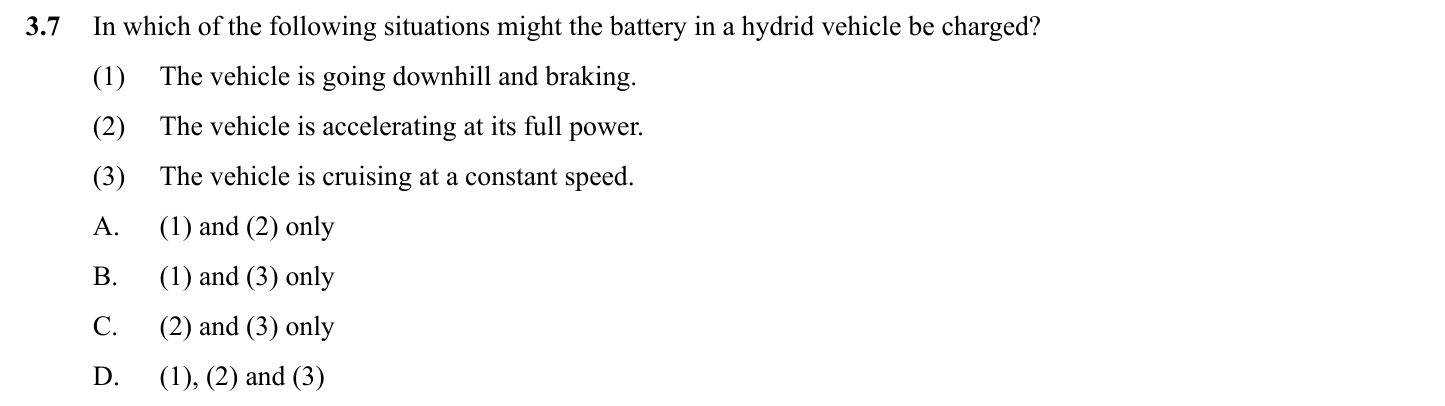 3.7 In which of the following situations might the battery in a hydrid vehicle be charged?
(1) The vehicle is going downhill and braking.
(2) The vehicle is accelerating at its full power.
(3) The vehicle is cruising at a constant speed.
A. (1) and (2) only
B. (1) and (3) only
C. (2) and (3) only
D. (1), (2) and (3)